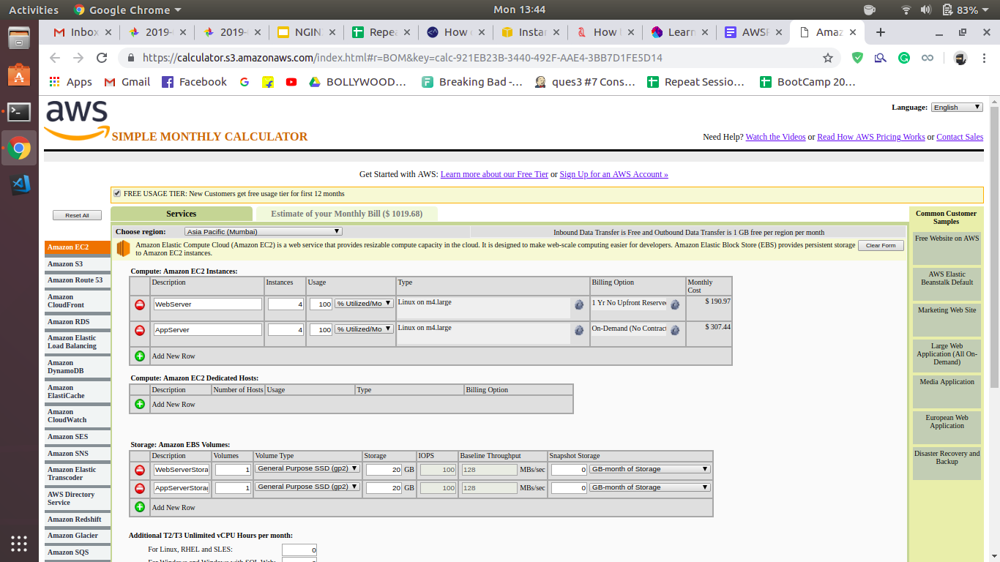 Activities Google Chrome Mon 13:44 83%
Inbox 2019- 2019- NGIN Repea How Instan How Learn AWSF Amaz
https://calculator.s3.amazonaws.com/index.html#r=BOM&key=calc-921EB23B-3440-492F-AAE4-3BB7D1FE5D14
Apps Gmail Facebook BOLLYWOOD... Breaking Bad -... ques3 #7 Cons... Repeat Sessio... BootCamp 20...
aws
SIMPLE MONTHLY CALCULATOR
Language: English
Need Help? Watch the Videos or Read How AWS Pricing Works or Contact Sales
Get Started with AWS: Learn more about our Free Tier or Sign Up for an AWS Account »
FREE USAGE TIER: New Customers get free usage tier for first 12 months
Reset All
Services Estimate of your Monthly Bill ($ 1019.68)
Choose region: Asia Pacific (Mumbai) Inbound Data Transfer is Free and Outbound Data Transfer is 1 GB free per region per month
Amazon Elastic Compute Cloud (Amazon EC2) is a web service that provides resizable compute capacity in the cloud. It is designed to make web-scale computing easier for developers. Amazon Elastic Block Store (EBS) provides persistent storage
to Amazon EC2 instances.
Clear Form
Amazon EC2
Amazon S3
Amazon Route 53
Amazon
CloudFront
Amazon RDS
Amazon Elastic
Load Balancing
Amazon
DynamoDB
Amazon
ElastiCache
Amazon
CloudWatch
Amazon SES
Amazon SNS
Amazon Elastic
Transcoder
AWS Directory
Service
Amazon Redshift
Amazon Glacier
Amazon SQS
Compute: Amazon EC2 Instances:
Description Instances Usage Type Billing Option Monthly
Cost
WebServer 4 100 % Utilized/Mo Linux on m4.large 1 Yr No Upfront Reserved $ 190.97
AppServer 4 100 % Utilized/Mo Linux on m4.large On-Demand (No Contract $ 307.44
Add New Row
Compute: Amazon EC2 Dedicated Hosts:
Description Number of Hosts Usage Type Billing Option
Add New Row
Storage: Amazon EBS Volumes:
Description Volumes Volume Type Storage IOPS Baseline Throughput Snapshot Storage
WebServerStora 1 General Purpose SSD (gp2) 20 GB 100 128 MBs/sec 0 GB-month of Storage
AppServerStorag 1 General Purpose SSD (gp2) 20 GB 100 128 MBs/sec 0 GB-month of Storage
Add New Row
Additional T2/T3 Unlimited vCPU Hours per month:
For Linux, RHEL and SLES: 0
For Windows and Windows with SQL Web:
Common Customer
Samples
Free Website on AWS
AWS Elastic
Beanstalk Default
Marketing Web Site
Large Web
Application (All On-
Demand)
Media Application
European Web
Application
Disaster Recovery and
Backup